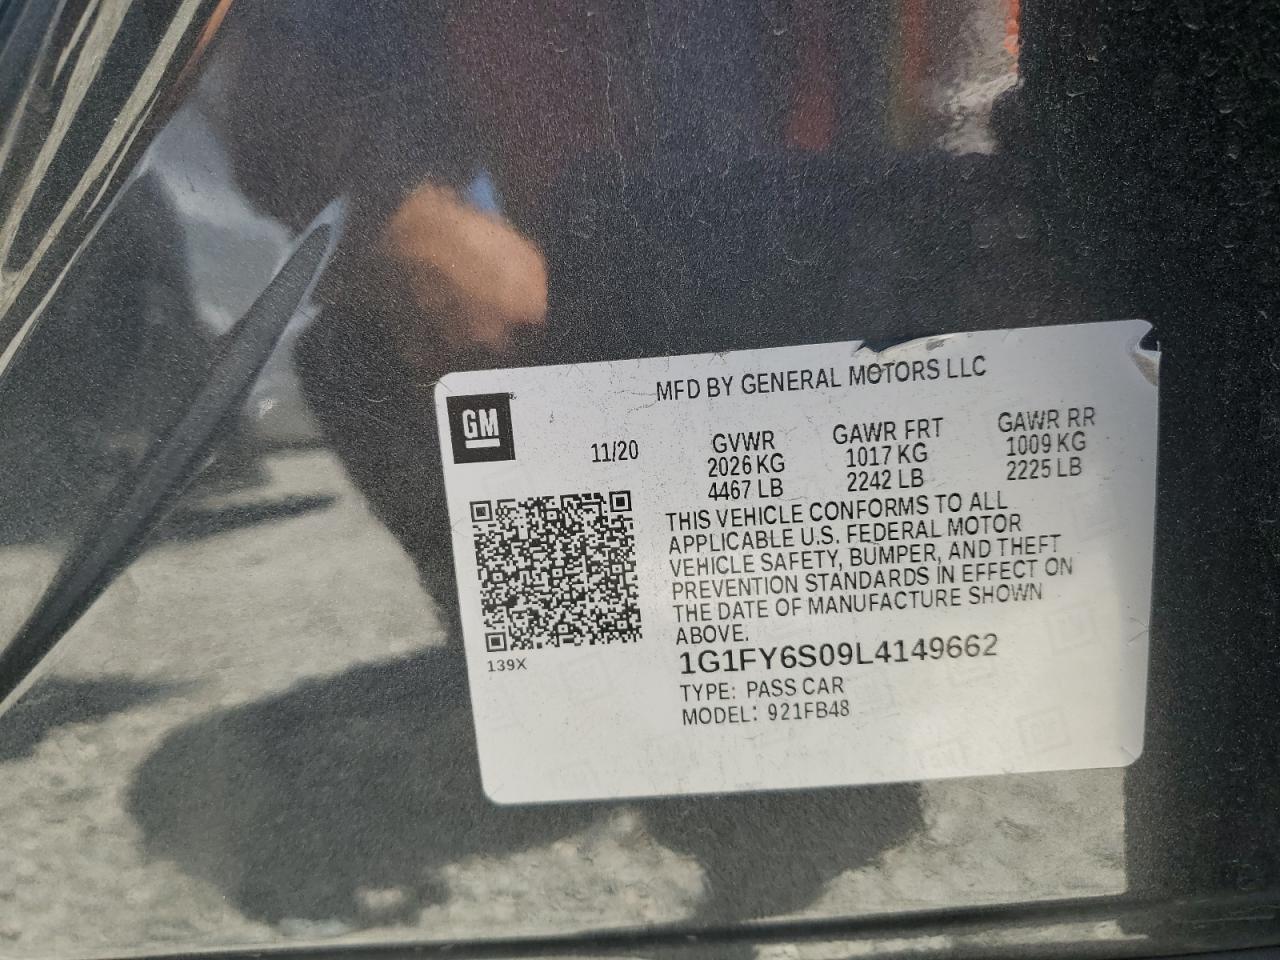 MFD BY GENERAL MOTORS LLC
GM
11/20
GVWR GAWR FRT GAWR RR
2026 KG 1017 KG 1009 KG
4467 LB 2242 LB 2225 LB
THIS VEHICLE CONFORMS TO ALL
APPLICABLE U.S. FEDERAL MOTOR
VEHICLE SAFETY, BUMPER, AND THEFT
PREVENTION STANDARDS IN EFFECT ON
THE DATE OF MANUFACTURE SHOWN
ABOVE.
139X
1G1FY6S09L4149662
TYPE: PASS CAR
MODEL: 921FB48